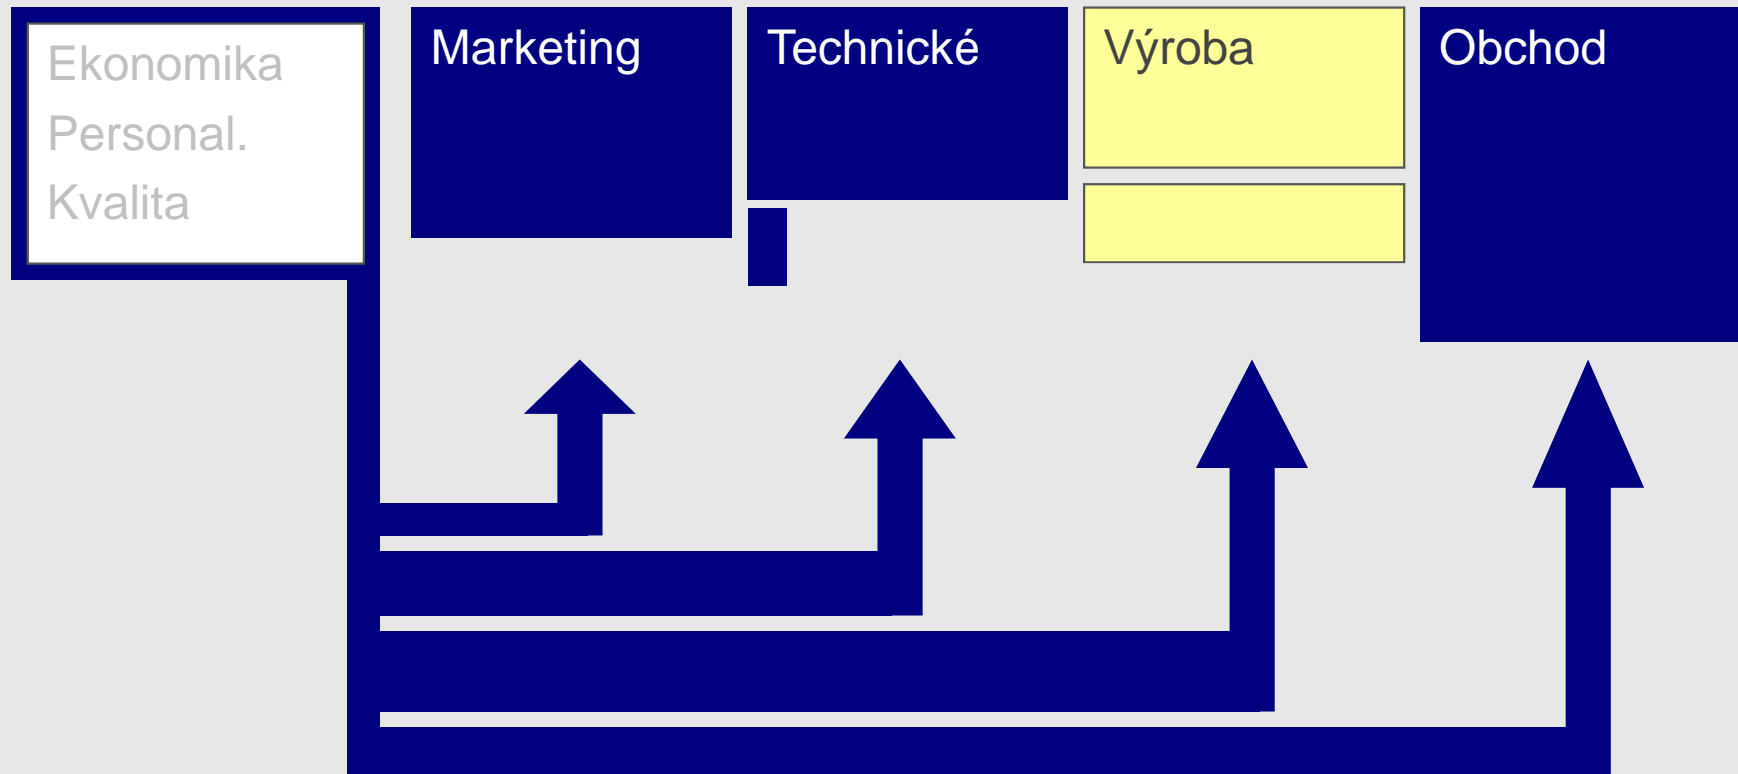 Ekonomika
Personal.
Kvalita
Marketing
Technické
Výroba
Obchod